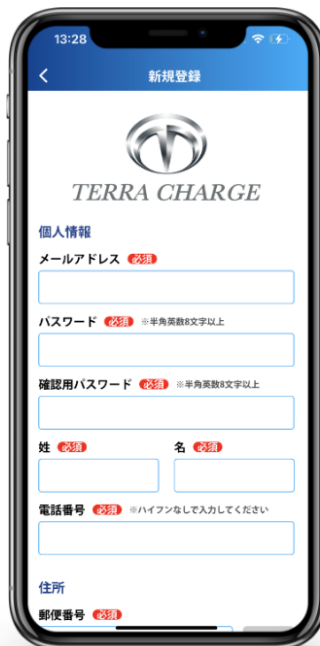 13:28
新規登録
TERRA CHARGE
個人情報
メールアドレス 必須
パスワード 必須 ※半角英数8文字以上
確認用パスワード 必須 ※半角英数8文字以上
姓 必須 名 必須
電話番号 必須 ※ハイフンなしで入力してください
住所
郵便番号 必須